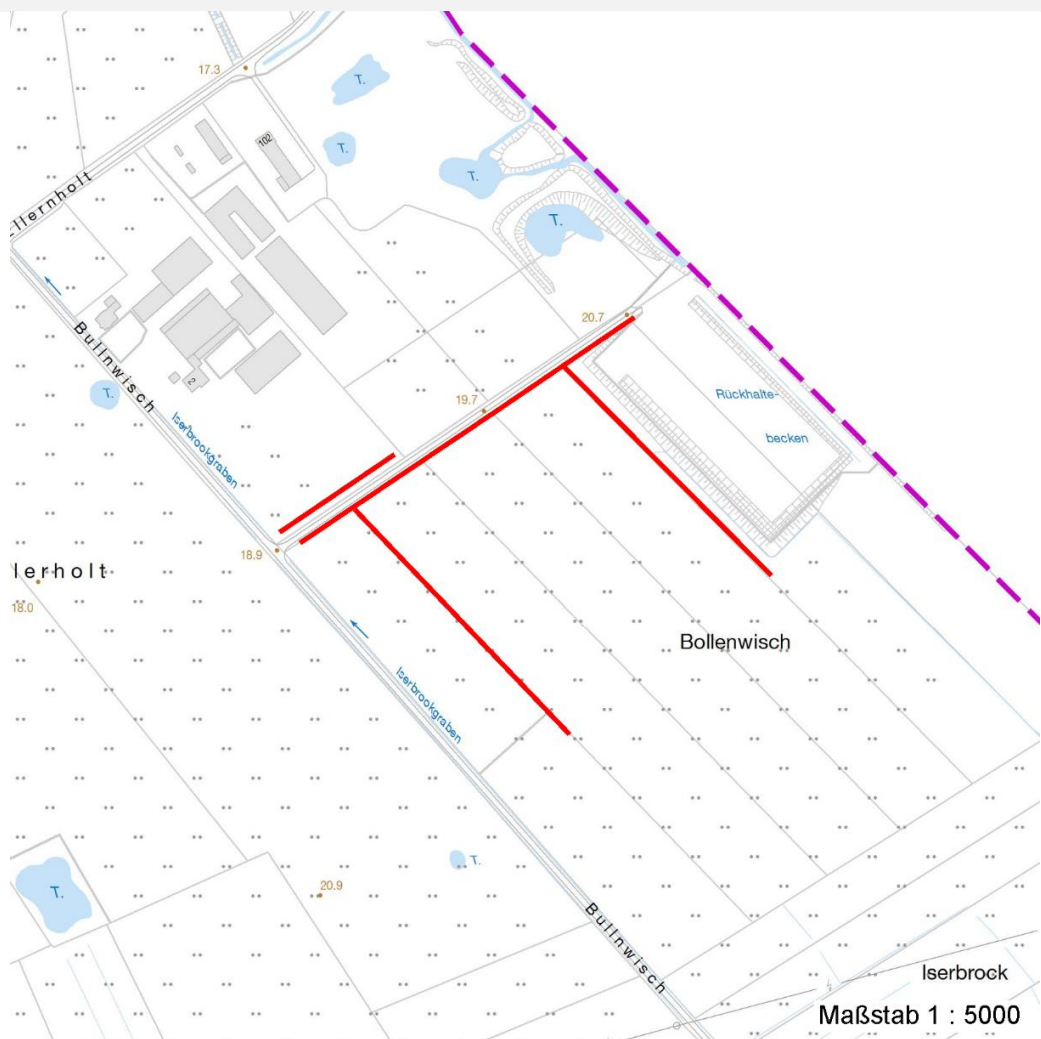 17.3
T.
102
T.
T.
Ellernholt
T.
20.7
Bullnwisch
2
19.7
Rückhalte-
becken
T.
Iserbrookgraben
18.9
lerholt
18.0
Bollenwisch
Iserbrookgraben
T.
T.
20.9
Bullnwisch
Iserbrock
Maßstab 1 : 5000